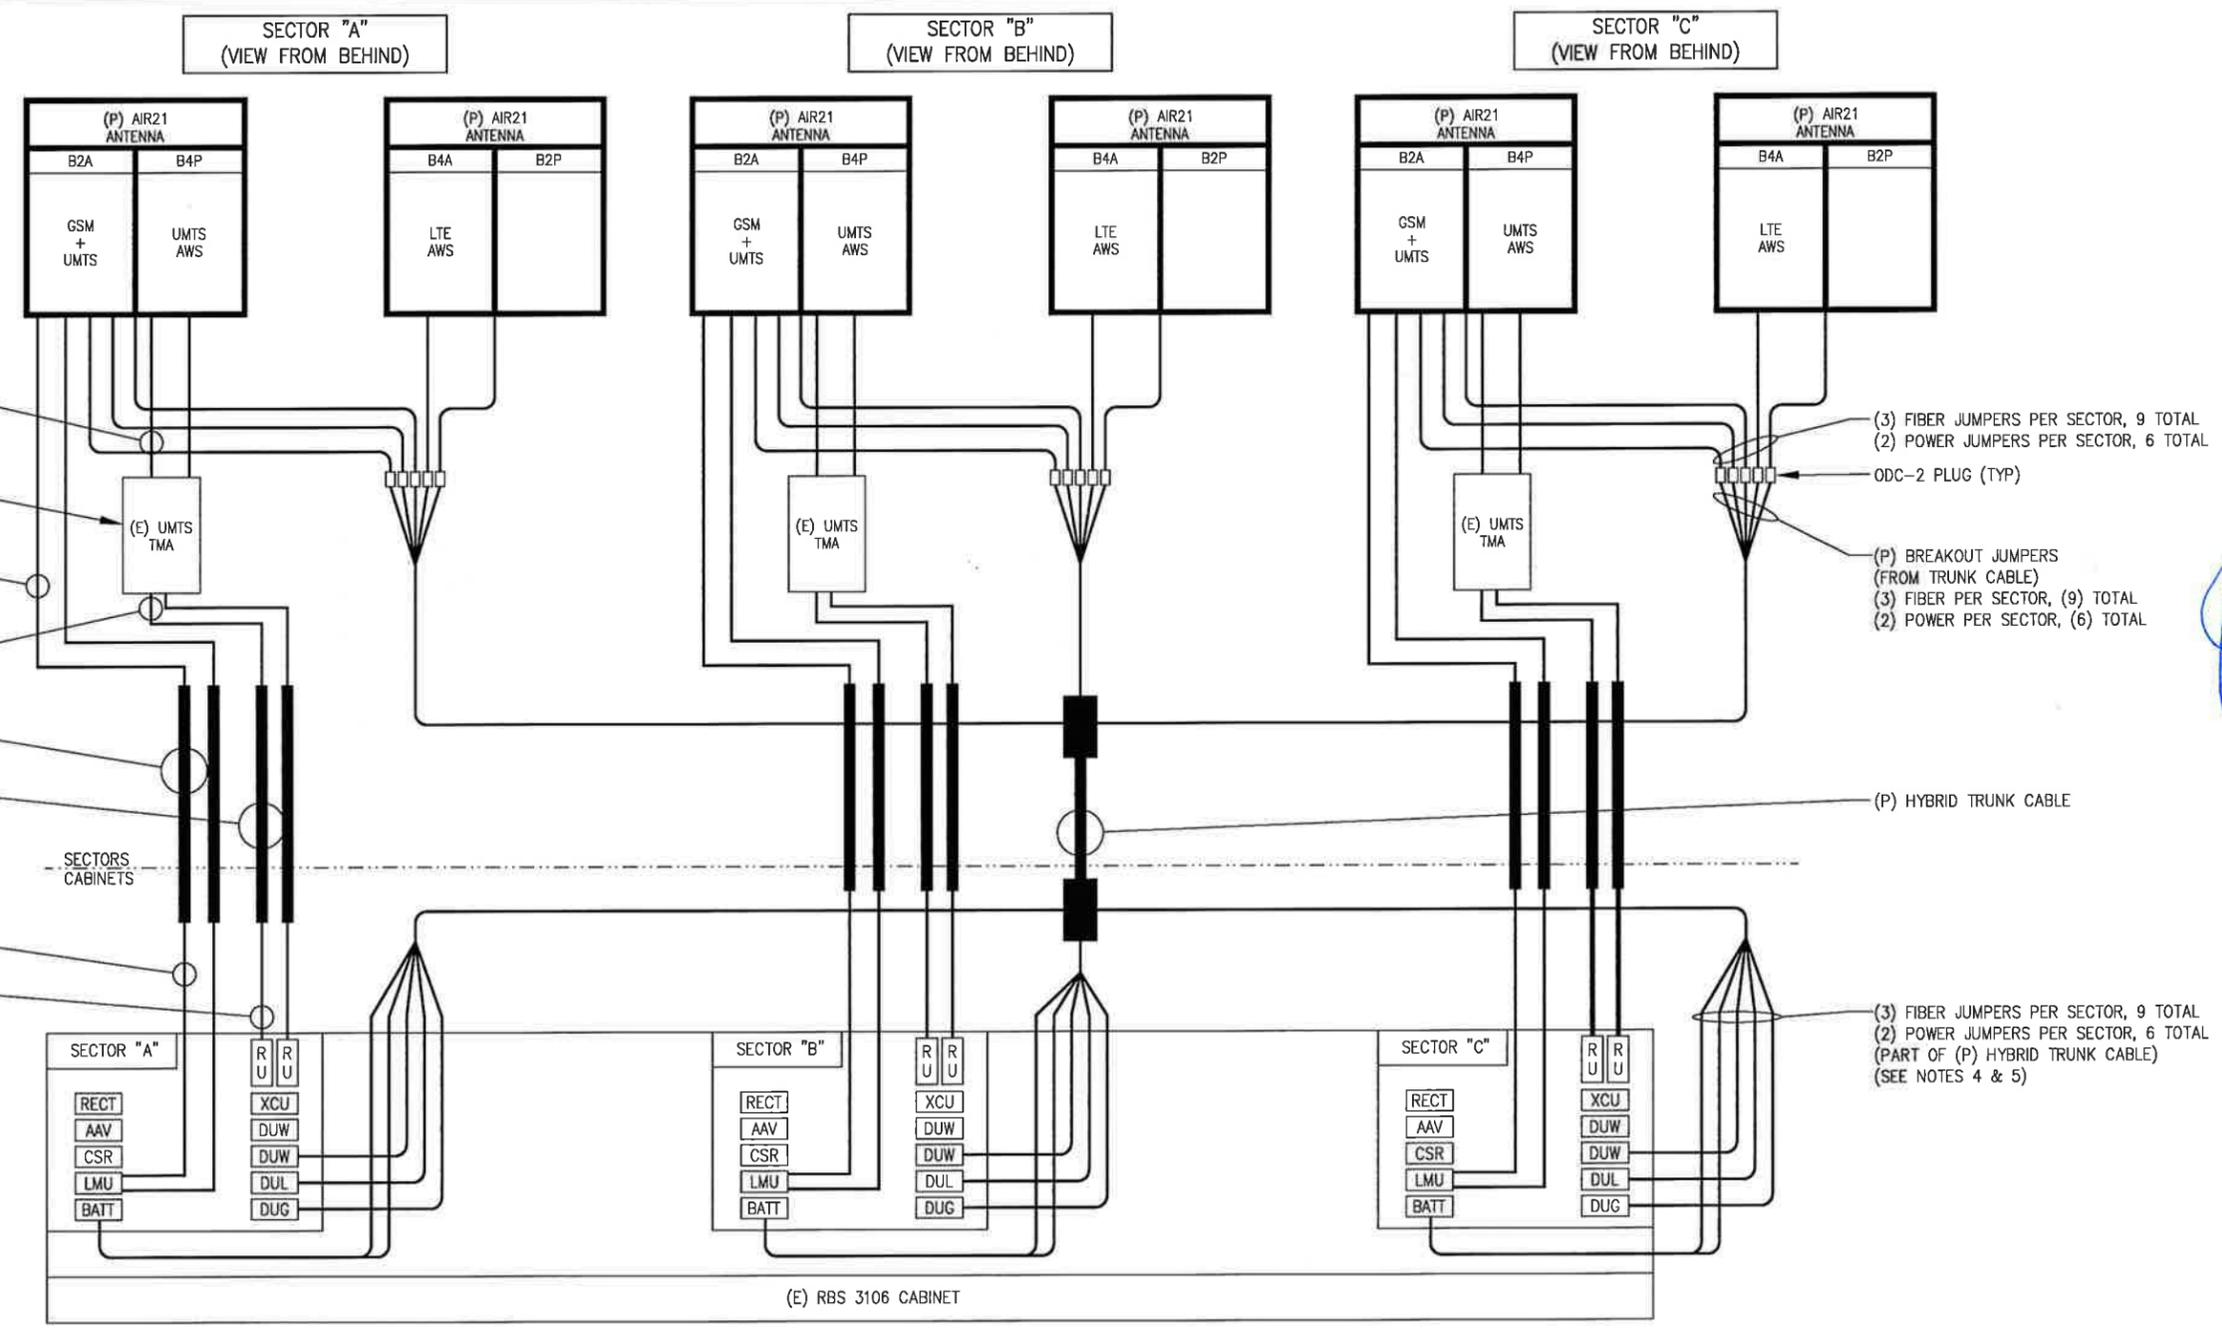 SECTOR "A"
(VIEW FROM BEHIND)
SECTOR "B"
(VIEW FROM BEHIND)
SECTOR "C"
(VIEW FROM BEHIND)
(P) AIR21
ANTENNA
B2A
B4P
GSM
+
UMTS
UMTS
AWS
(P) AIR21
ANTENNA
B4A
B2P
LTE
AWS
(P) AIR21
ANTENNA
B2A
B4P
GSM
+
UMTS
UMTS
AWS
(P) AIR21
ANTENNA
B4A
B2P
LTE
AWS
(P) AIR21
ANTENNA
B2A
B4P
GSM
+
UMTS
UMTS
AWS
(P) AIR21
ANTENNA
B4A
B2P
LTE
AWS
(E) UMTS
TMA
(E) UMTS
TMA
(E) UMTS
TMA
(3) FIBER JUMPERS PER SECTOR, 9 TOTAL
(2) POWER JUMPERS PER SECTOR, 6 TOTAL
ODC-2 PLUG (TYP)
(P) BREAKOUT JUMPERS
(FROM TRUNK CABLE)
(3) FIBER PER SECTOR, (9) TOTAL
(2) POWER PER SECTOR, (6) TOTAL
(P) HYBRID TRUNK CABLE
SECTORS
CABINETS
(3) FIBER JUMPERS PER SECTOR, 9 TOTAL
(2) POWER JUMPERS PER SECTOR, 6 TOTAL
(PART OF (P) HYBRID TRUNK CABLE)
(SEE NOTES 4 & 5)
SECTOR "A"
RU
RU
RECT
AAV
CSR
LMU
BATT
XCU
DUW
DUW
DUL
DUG
SECTOR "B"
RU
RU
RECT
AAV
CSR
LMU
BATT
XCU
DUW
DUW
DUL
DUG
SECTOR "C"
RU
RU
RECT
AAV
CSR
LMU
BATT
XCU
DUW
DUW
DUL
DUG
(E) RBS 3106 CABINET